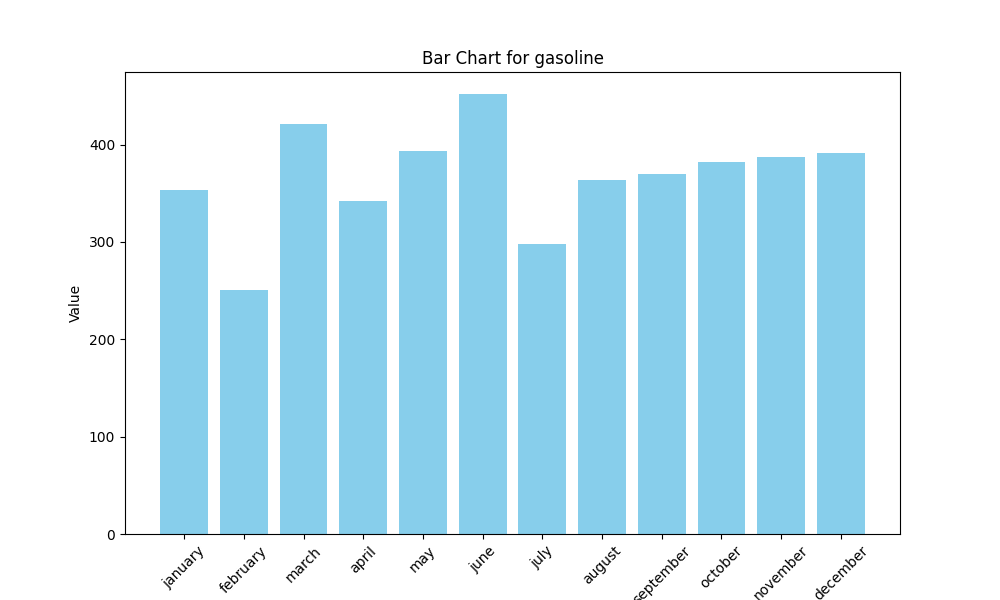 Bar Chart for gasoline
Value
400
300
200
100
0
january
february
march
april
may
june
july
august
september
october
november
december